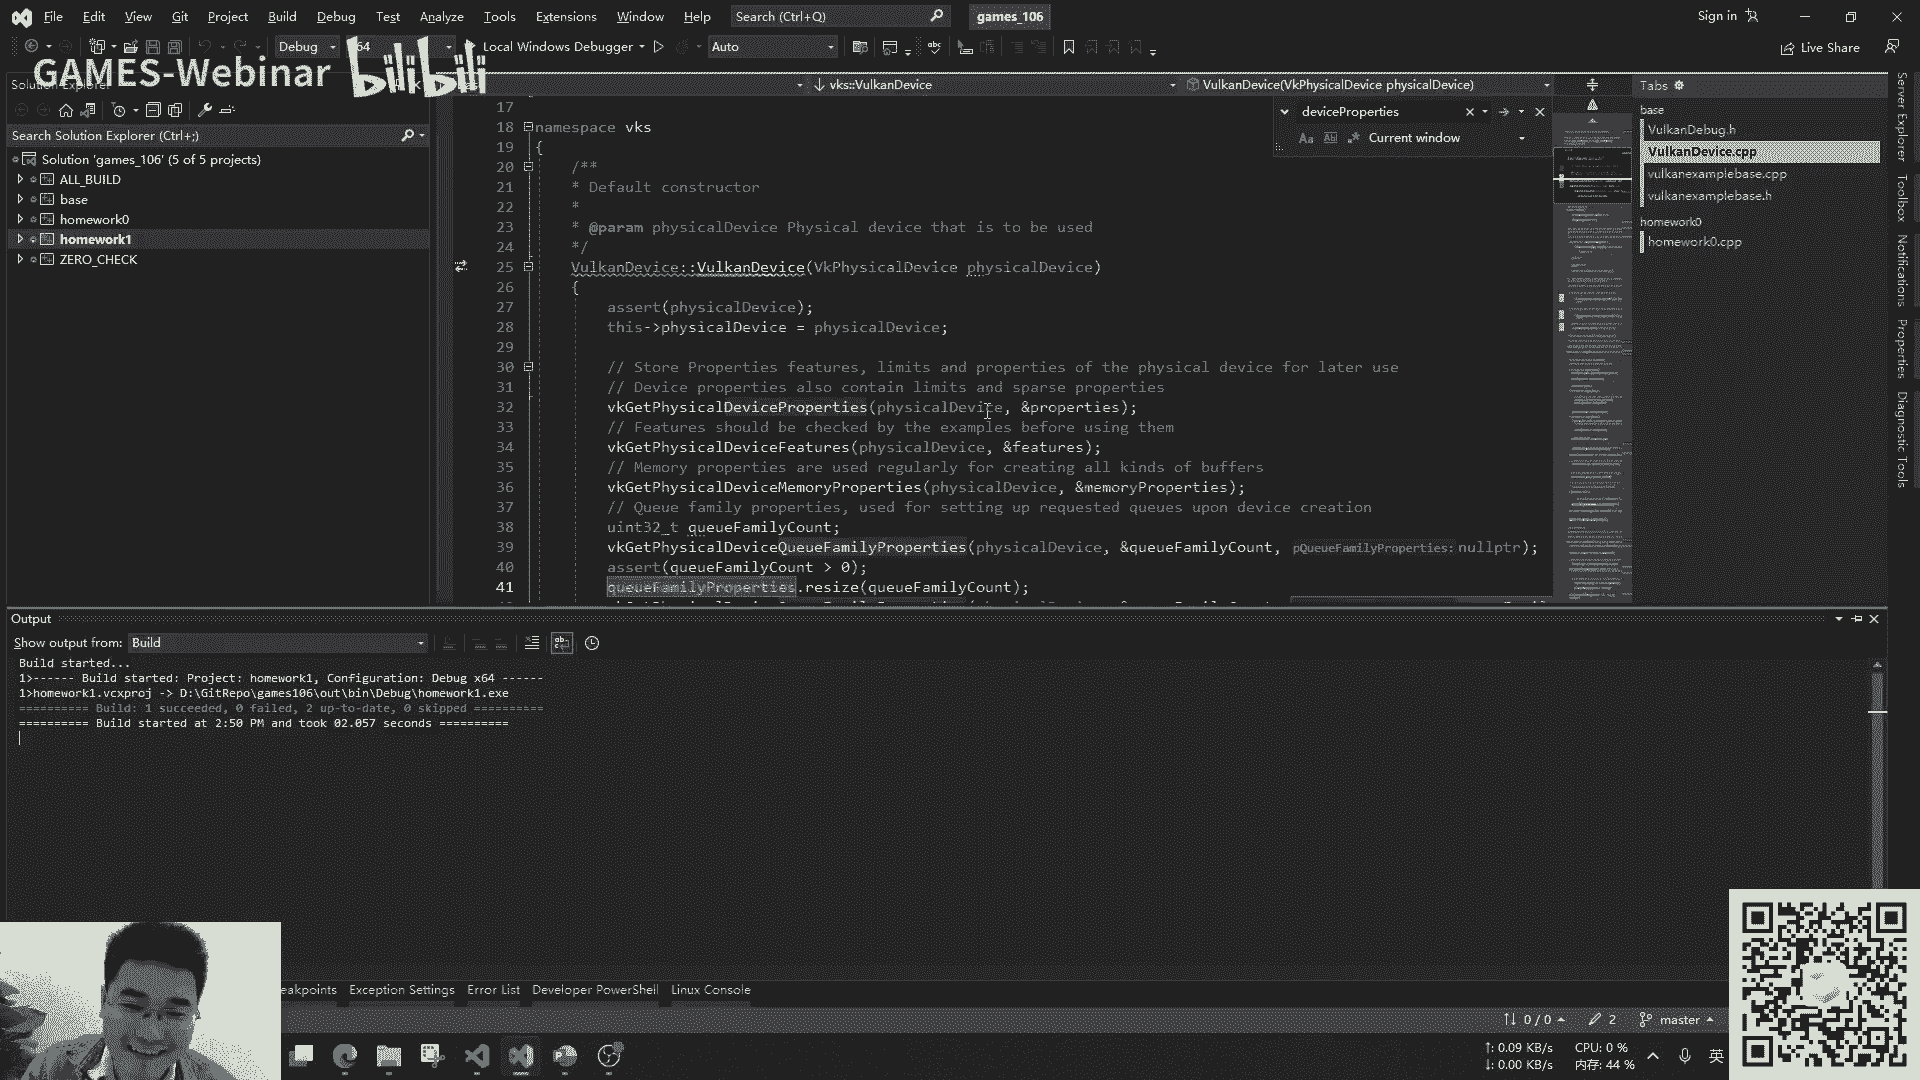 File Edit View Git Project Build Debug Test Analyze Tools Extensions Window Help Search (Ctrl+Q) games_106 Sign in
Debug 64 Local Windows Debugger Auto Live Share
GAMES-Webinar bilibili
vks::VulkanDevice VulkanDevice(VkPhysicalDevice physicalDevice)
Search Solution Explorer (Ctrl+;)
Solution 'games_106' (5 of 5 projects)
ALL_BUILD
base
homework0
homework1
ZERO_CHECK
deviceProperties
Aa Current window
17
18 namespace vks
19 {
20 /**
21 * Default constructor
22 *
23 * @param physicalDevice Physical device that is to be used
24 */
25 VulkanDevice::VulkanDevice(VkPhysicalDevice physicalDevice)
26 {
27 assert(physicalDevice);
28 this->physicalDevice = physicalDevice;
29
30 // Store Properties features, limits and properties of the physical device for later use
31 // Device properties also contain limits and sparse properties
32 vkGetPhysicalDeviceProperties(physicalDevice, &properties);
33 // Features should be checked by the examples before using them
34 vkGetPhysicalDeviceFeatures(physicalDevice, &features);
35 // Memory properties are used regularly for creating all kinds of buffers
36 vkGetPhysicalDeviceMemoryProperties(physicalDevice, &memoryProperties);
37 // Queue family properties, used for setting up requested queues upon device creation
38 uint32_t queueFamilyCount;
39 vkGetPhysicalDeviceQueueFamilyProperties(physicalDevice, &queueFamilyCount, pQueueFamilyProperties: nullptr);
40 assert(queueFamilyCount > 0);
41 queueFamilyProperties.resize(queueFamilyCount);
Tabs
base
VulkanDebug.h
VulkanDevice.cpp
vulkanexamplebase.cpp
vulkanexamplebase.h
homework0
homework0.cpp
Server Explorer
Toolbox
Notifications
Properties
Diagnostic Tools
Output
Show output from: Build
Build started...
1>------ Build started: Project: homework1, Configuration: Debug x64 ------
1>homework1.vcxproj -> D:\GitRepo\games106\out\bin\Debug\homework1.exe
========== Build: 1 succeeded, 0 failed, 2 up-to-date, 0 skipped ==========
========== Build started at 2:50 PM and took 02.057 seconds ==========
eakpoints Exception Settings Error List Developer PowerShell Linux Console
0 / 0 2 master
↑: 0.09 KB/s CPU: 0 %
↓: 0.00 KB/s 内存: 44 %
英